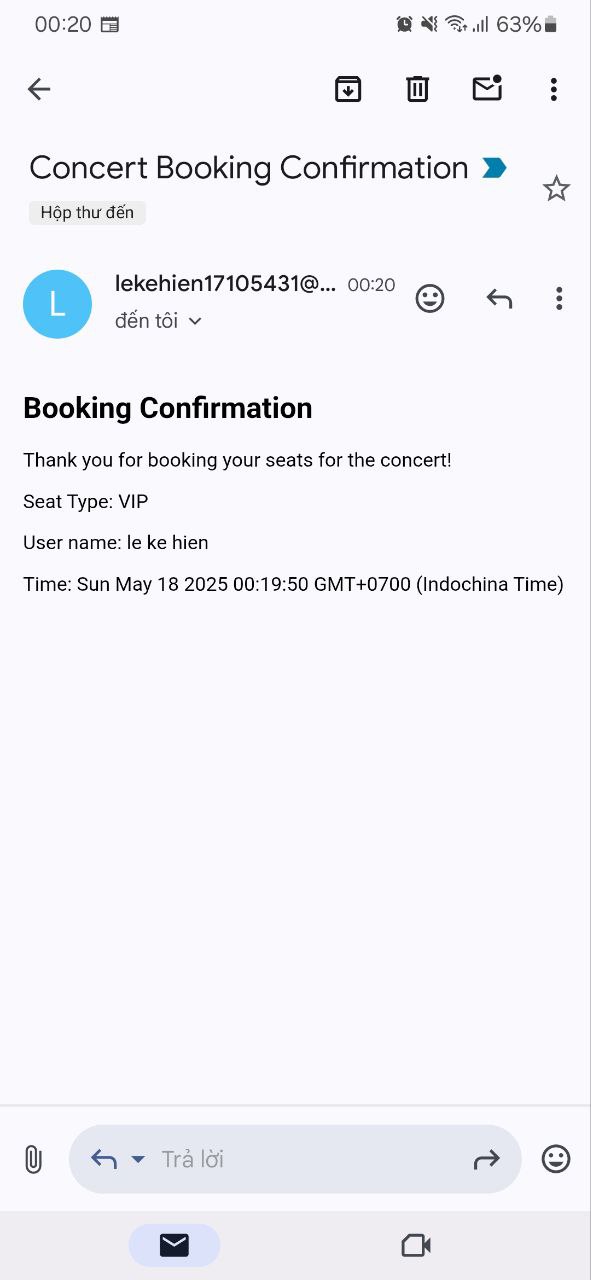 00:20
63%
Concert Booking Confirmation
Hộp thư đến
L
lekehien17105431@... 00:20
đến tôi
Booking Confirmation
Thank you for booking your seats for the concert!
Seat Type: VIP
User name: le ke hien
Time: Sun May 18 2025 00:19:50 GMT+0700 (Indochina Time)
Trả lời